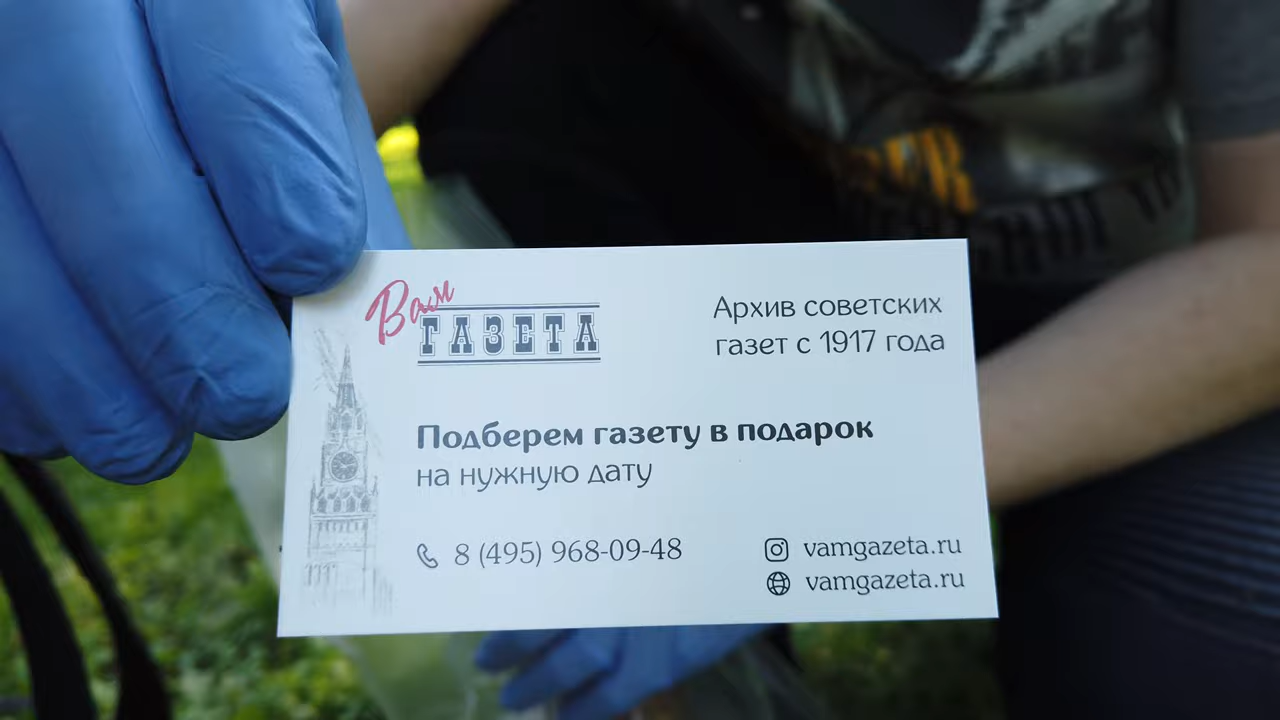 Вам
ГАЗЕТА
Архив советских
газет с 1917 года
Подберем газету в подарок
на нужную дату
8 (495) 968-09-48
vamgazeta.ru
vamgazeta.ru